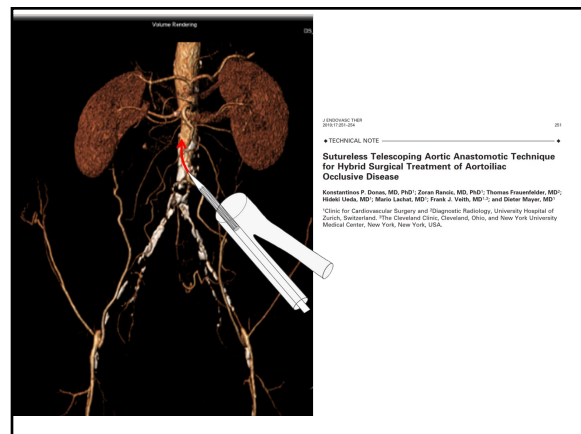 Volume Rendering
J ENDOVASC THER
2010;17:251–254
251
◆ TECHNICAL NOTE ◆
Sutureless Telescoping Aortic Anastomotic Technique
for Hybrid Surgical Treatment of Aortoiliac
Occlusive Disease
Konstantinos P. Donas, MD, PhD¹; Zoran Rancic, MD, PhD¹; Thomas Frauenfelder, MD²;
Hideki Ueda, MD¹; Mario Lachat, MD¹; Frank J. Veith, MD¹,³; and Dieter Mayer, MD¹
¹Clinic for Cardiovascular Surgery and ²Diagnostic Radiology, University Hospital of
Zurich, Switzerland. ³The Cleveland Clinic, Cleveland, Ohio, and New York University
Medical Center, New York, New York, USA.